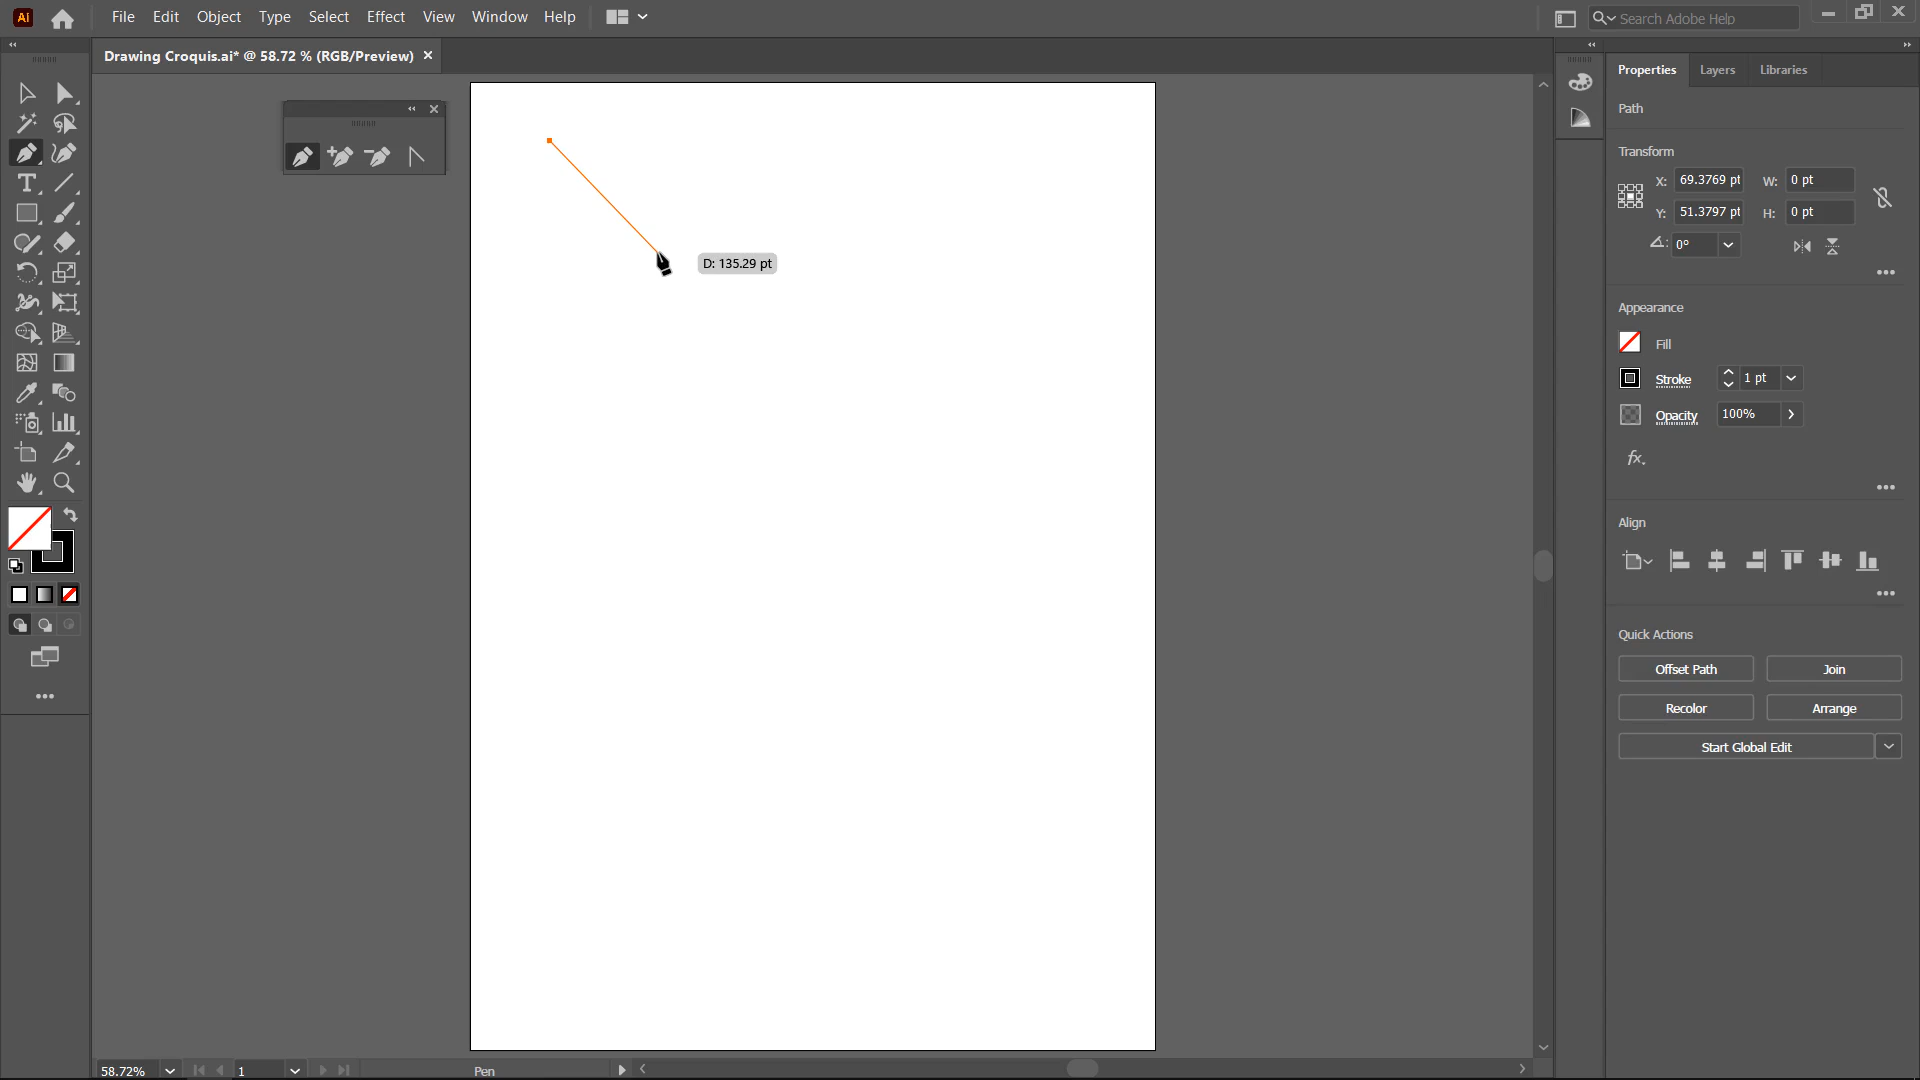 Ai File Edit Object Type Select Effect View Window Help Search Adobe Help
Drawing Croquis.ai* @ 58.72 % (RGB/Preview)
Properties Layers Libraries
Path
Transform
X: 69.3769 pt W: 0 pt
Y: 51.3797 pt H: 0 pt
0°
D: 135.29 pt
Appearance
Fill
Stroke 1 pt
Opacity 100%
fx.
Align
Quick Actions
Offset Path Join
Recolor Arrange
Start Global Edit
58.72% 1 Pen